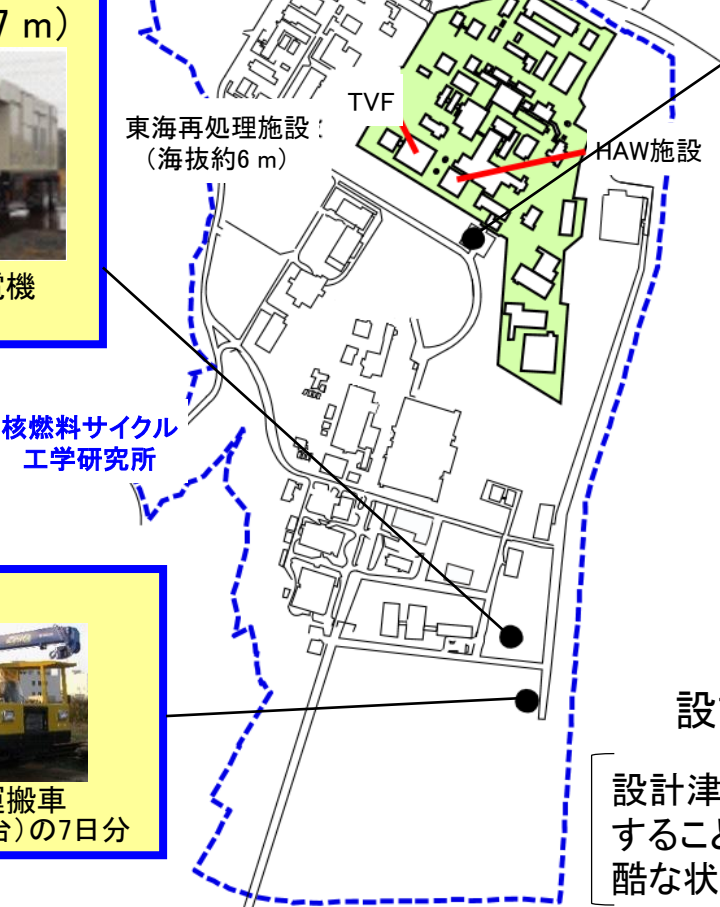 7 m）
TVF
東海再処理施設
（海抜約6 m）
HAW施設
電機
核燃料サイクル
工学研究所
運搬車
台）の7日分
設
設計津
すること
酷な状